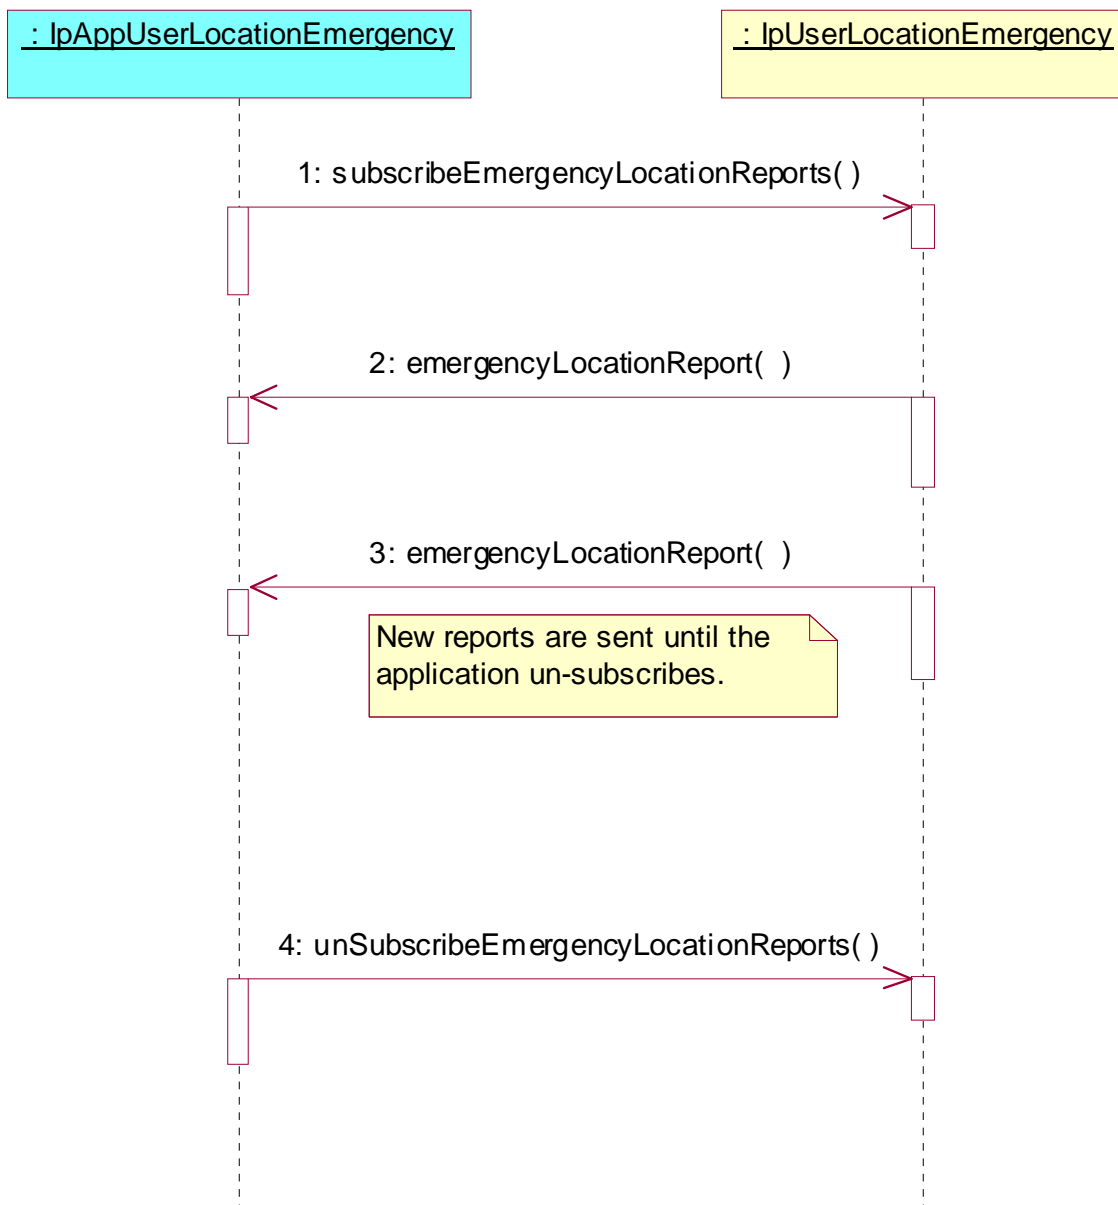 : IpAppUserLocationEmergency
: IpUserLocationEmergency
1: subscribeEmergencyLocationReports( )
2: emergencyLocationReport(  )
3: emergencyLocationReport(  )
New reports are sent until the
application un-subscribes.
4: unSubscribeEmergencyLocationReports( )